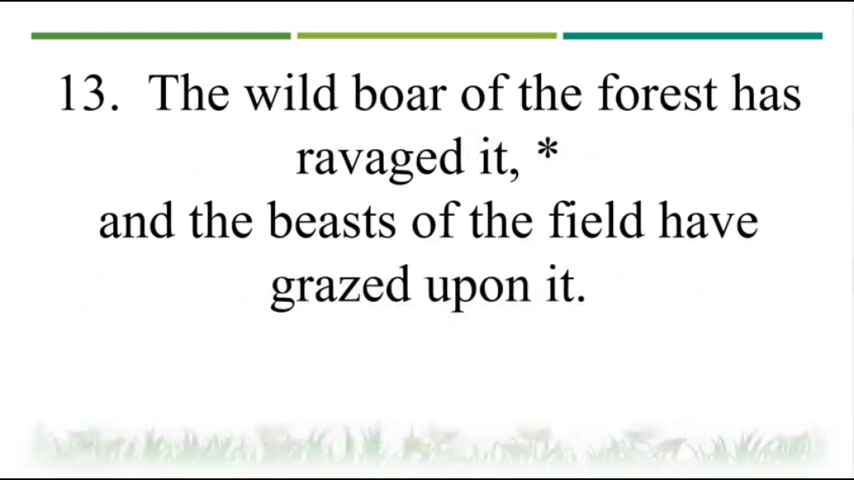 13. The wild boar of the forest has
ravaged it, *
and the beasts of the field have
grazed upon it.